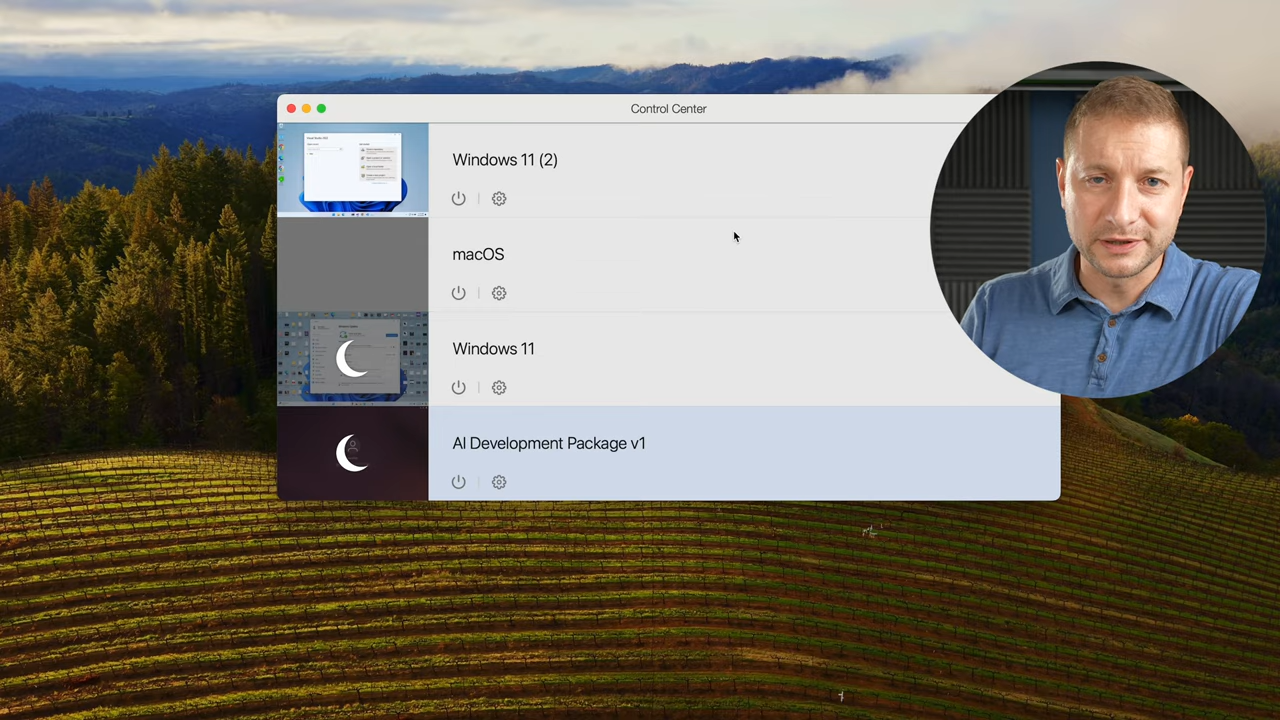 Control Center
Windows 11 (2)
macOS
Windows 11
AI Development Package v1